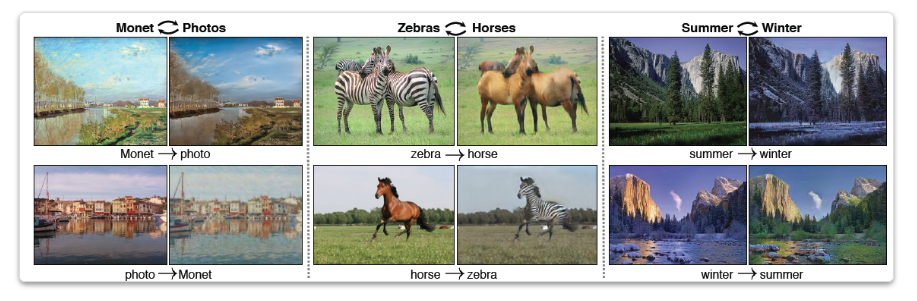 Monet ⇄ Photos
Zebras ⇄ Horses
Summer ⇄ Winter
Monet → photo
zebra → horse
summer → winter
photo → Monet
horse → zebra
winter → summer